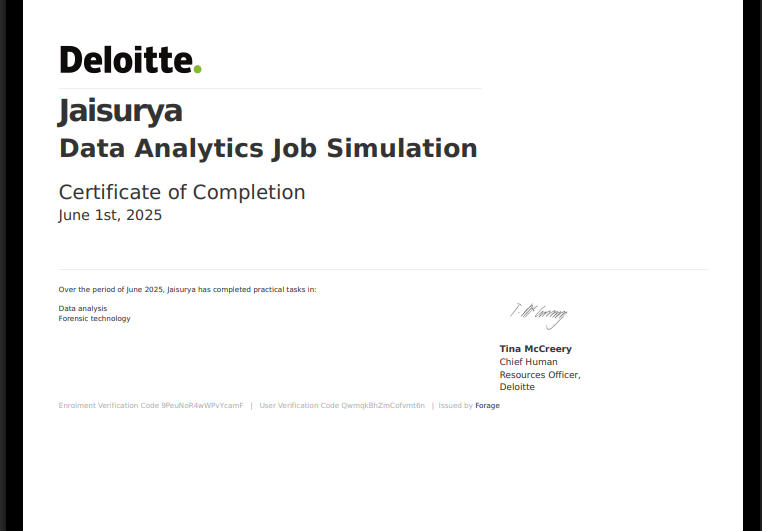 Deloitte.
Jaisurya
Data Analytics Job Simulation
Certificate of Completion
June 1st, 2025
Over the period of June 2025, Jaisurya has completed practical tasks in:
Data analysis
Forensic technology
T. McCreery
Tina McCreery
Chief Human
Resources Officer,
Deloitte
Enrolment Verification Code 9PeuNoR4wWPvYcamF | User Verification Code QwmqkBhZmCofvmt6n | Issued by Forage